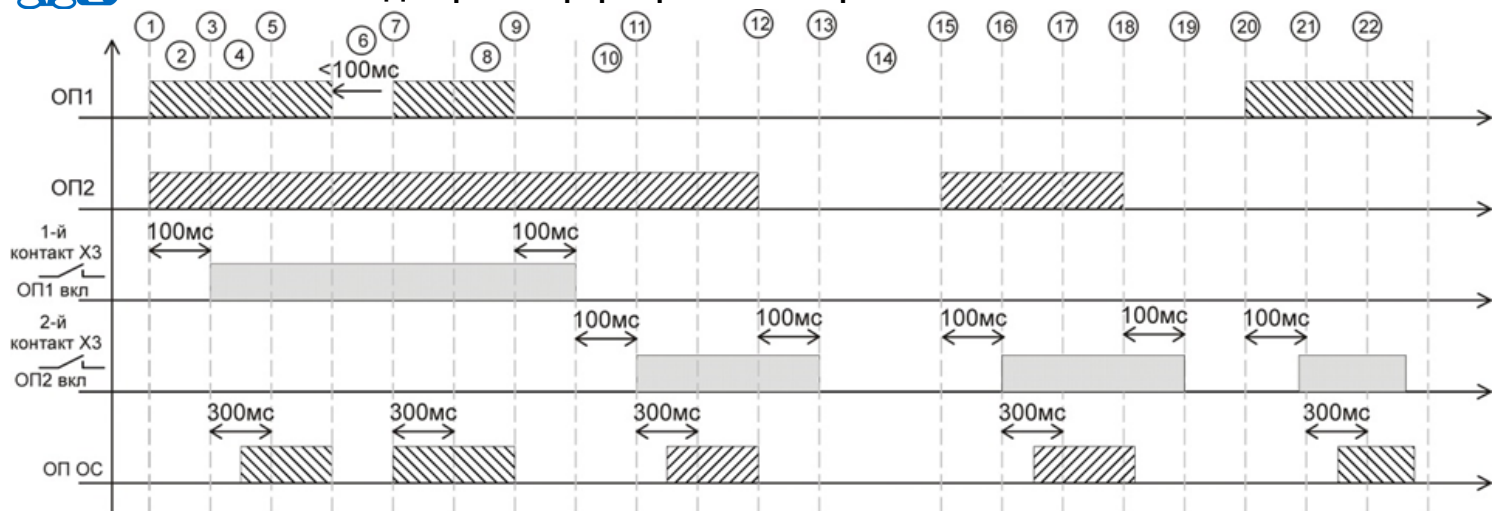 1 3 5 7 9 11 12 13 15 16 17 18 19 20 21 22
2 4 6 8 10 14
<100мс
ОП1
ОП2
1-й
контакт Х3
ОП1 вкл
100мс 100мс
2-й
контакт Х3
ОП2 вкл
100мс 100мс 100мс 100мс 100мс
300мс 300мс 300мс 300мс 300мс
ОП ОС